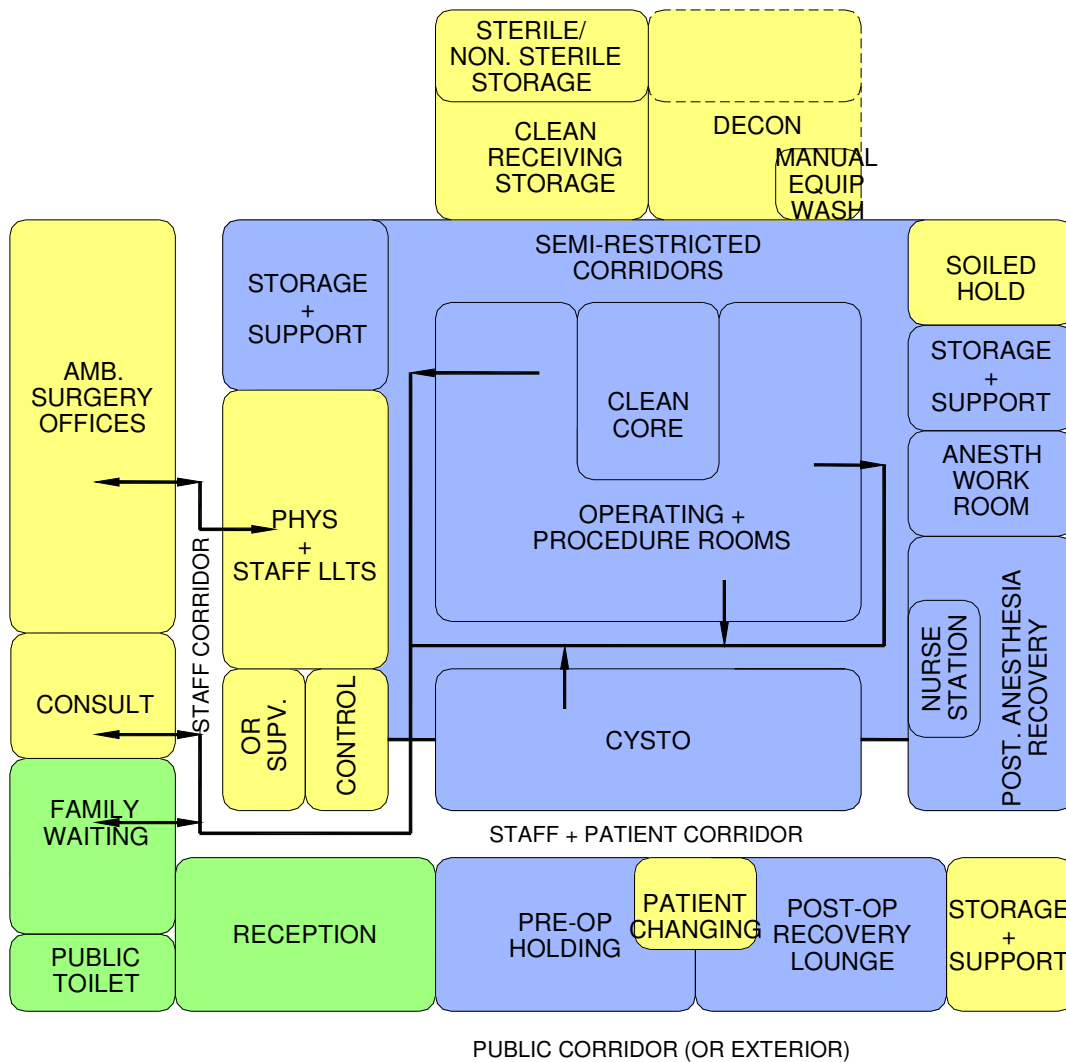 STERILE/
NON. STERILE
STORAGE
CLEAN
RECEIVING
STORAGE
DECON
MANUAL
EQUIP
WASH
SEMI-RESTRICTED
CORRIDORS
STORAGE
+
SUPPORT
SOILED
HOLD
AMB.
SURGERY
OFFICES
CLEAN
CORE
STORAGE
+
SUPPORT
ANESTH
WORK
ROOM
PHYS
+
STAFF LLTS
OPERATING +
PROCEDURE ROOMS
STAFF CORRIDOR
NURSE
STATION
POST. ANESTHESIA
RECOVERY
CONSULT
OR
SUPV.
CONTROL
CYSTO
FAMILY
WAITING
STAFF + PATIENT CORRIDOR
PUBLIC
TOILET
RECEPTION
PRE-OP
HOLDING
PATIENT
CHANGING
POST-OP
RECOVERY
LOUNGE
STORAGE
+
SUPPORT
PUBLIC CORRIDOR (OR EXTERIOR)